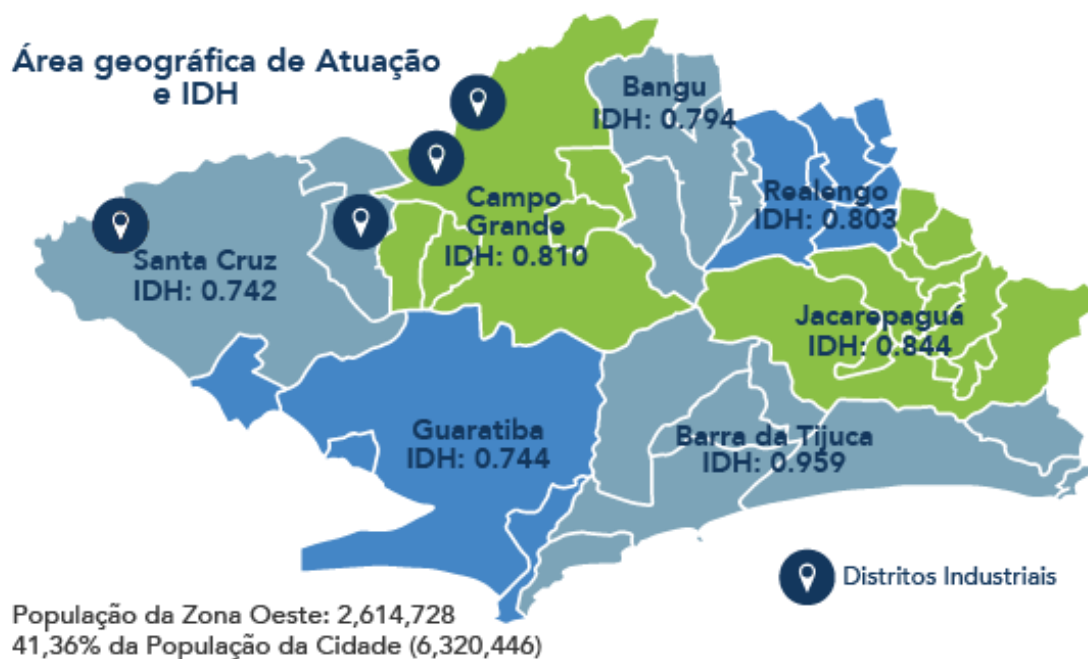 Área geográfica de Atuação
e IDH
Bangu
IDH: 0.794
Realengo
IDH: 0.803
Campo
Grande
IDH: 0.810
Santa Cruz
IDH: 0.742
Jacarepaguá
IDH: 0.844
Guaratiba
IDH: 0.744
Barra da Tijuca
IDH: 0.959
Distritos Industriais
População da Zona Oeste: 2,614,728
41,36% da População da Cidade (6,320,446)